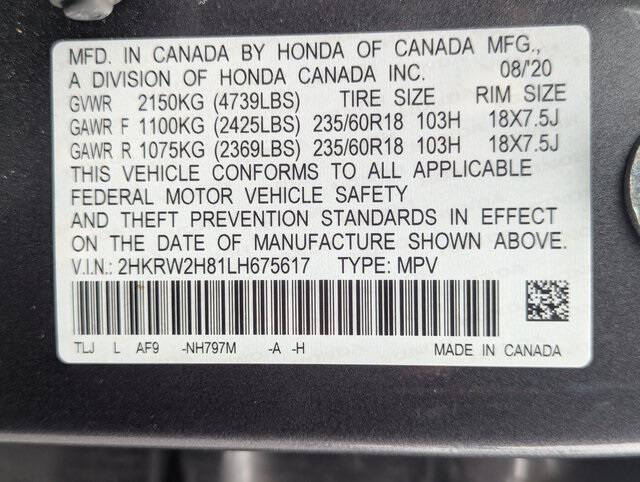 MFD. IN CANADA BY HONDA OF CANADA MFG.,
A DIVISION OF HONDA CANADA INC. 08/20
GVWR 2150KG (4739LBS) TIRE SIZE RIM SIZE
GAWR F 1100KG (2425LBS) 235/60R18 103H 18X7.5J
GAWR R 1075KG (2369LBS) 235/60R18 103H 18X7.5J
THIS VEHICLE CONFORMS TO ALL APPLICABLE
FEDERAL MOTOR VEHICLE SAFETY
AND THEFT PREVENTION STANDARDS IN EFFECT
ON THE DATE OF MANUFACTURE SHOWN ABOVE.
V.I.N.: 2HKRW2H81LH675617 TYPE: MPV
TLJ L AF9 -NH797M -A -H MADE IN CANADA